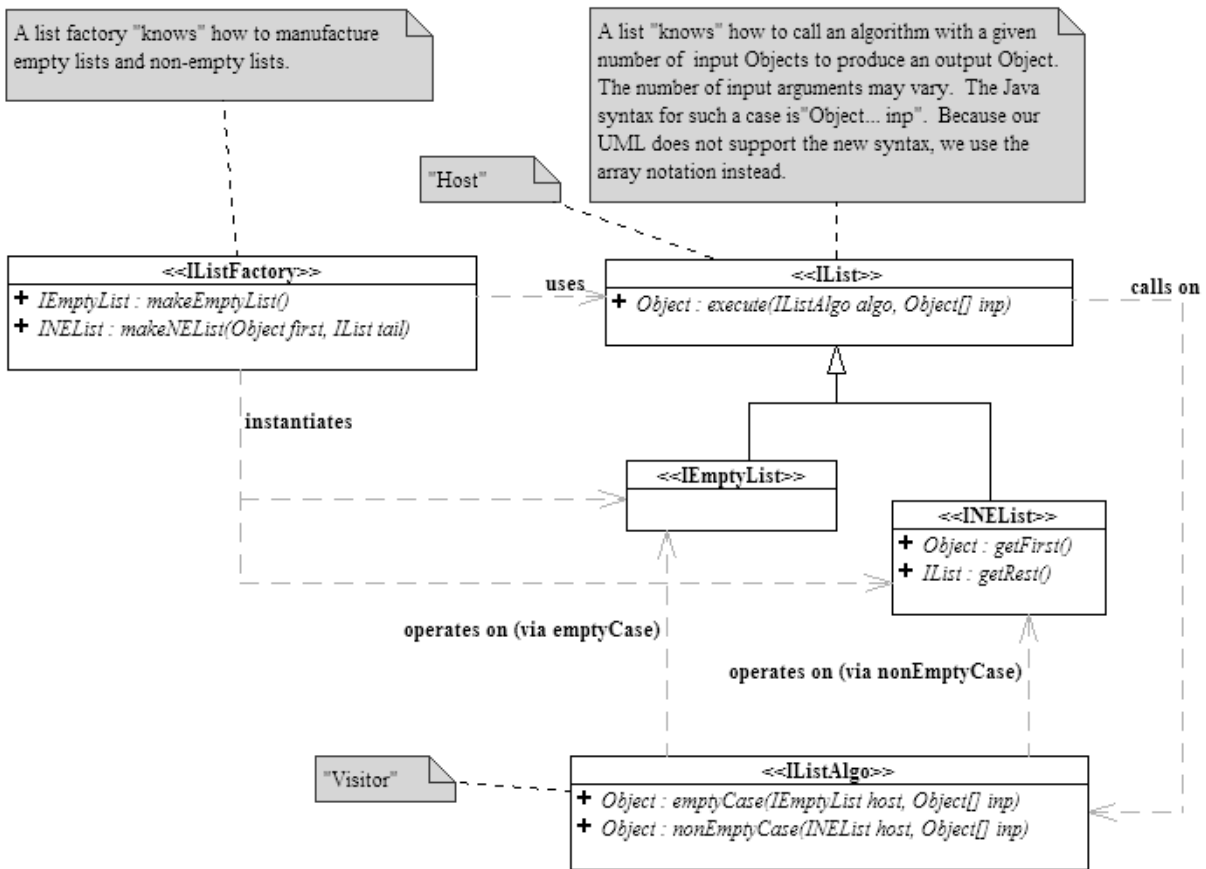 A list factory "knows" how to manufacture
empty lists and non-empty lists.
A list "knows" how to call an algorithm with a given
number of input Objects to produce an output Object.
The number of input arguments may vary. The Java
syntax for such a case is"Object... inp". Because our
UML does not support the new syntax, we use the
array notation instead.
"Host"
<<IListFactory>>
+ IEmptyList : makeEmptyList()
+ INEList : makeNEList(Object first, IList tail)
uses
<<IList>>
+ Object : execute(IListAlgo algo, Object[] inp)
calls on
instantiates
<<IEmptyList>>
<<INEList>>
+ Object : getFirst()
+ IList : getRest()
operates on (via emptyCase)
operates on (via nonEmptyCase)
"Visitor"
<<IListAlgo>>
+ Object : emptyCase(IEmptyList host, Object[] inp)
+ Object : nonEmptyCase(INEList host, Object[] inp)